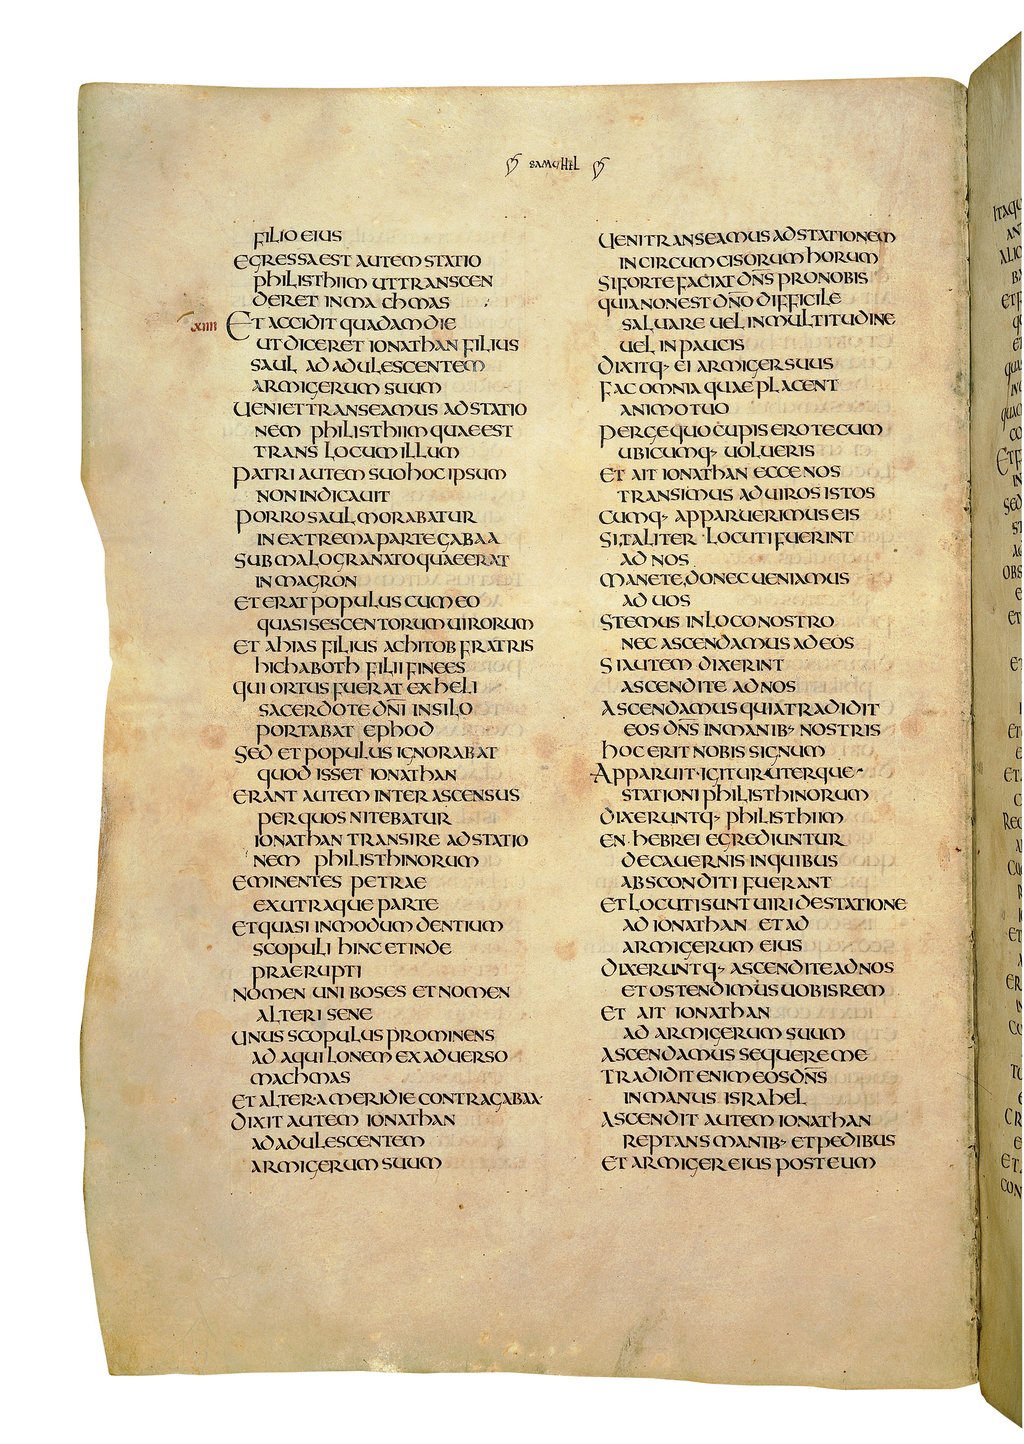 SAMUHEL
FILIO EIUS
EGRESSA EST AUTEM STATIO
PHILISTHIIM UT TRANSCEN
DERET IN MACHMAS
XIIII ET ACCIDIT QUADAM DIE
UT DICERET IONATHAN FILIUS
SAUL AD ADULESCENTEM
ARMIGERUM SUUM
UENI ET TRANSEAMUS AD STATIO
NEM PHILISTHIIM QUAE EST
TRANS LOCUM ILLUM
PATRI AUTEM SUO HOC IPSUM
NON INDICAUIT
PORRO SAUL MORABATUR
IN EXTREMA PARTE GABAA
SUB MALOGRANATO QUAE ERAT
IN MAGRON
ET ERAT POPULUS CUM EO
QUASI SESCENTORUM UIRORUM
ET AHIAS FILIUS ACHITOB FRATRIS
HICHABOTH FILII FINEES
QUI ORTUS FUERAT EX HELI
SACERDOTE DN̄I IN SILO
PORTABAT EPHOD
SED ET POPULUS IGNORABAT
QUOD ISSET IONATHAN
ERANT AUTEM INTER ASCENSUS
PER QUOS NITEBATUR
IONATHAN TRANSIRE AD STATIO
NEM PHILISTHINORUM
EMINENTES PETRAE
EX UTRAQUE PARTE
ET QUASI IN MODUM DENTIUM
SCOPULI HINC ET INDE
PRAERUPTI
NOMEN UNI BOSES ET NOMEN
ALTERI SENE
UNUS SCOPULUS PROMINENS
AD AQUILONEM EX ADUERSO
MACHMAS
ET ALTER A MERIDIE CONTRA GABAA
DIXIT AUTEM IONATHAN
AD ADULESCENTEM
ARMIGERUM SUUM
UENI TRANSEAMUS AD STATIONEM
INCIRCUMCISORUM HORUM
SI FORTE FACIAT DN̄S PRO NOBIS
QUIA NON EST DN̄O DIFFICILE
SALUARE UEL IN MULTITUDINE
UEL IN PAUCIS
DIXITQ· EI ARMIGER SUUS
FAC OMNIA QUAE PLACENT
ANIMO TUO
PERGE QUO CUPIS ERO TECUM
UBICUMQ· UOLUERIS
ET AIT IONATHAN ECCE NOS
TRANSIMUS AD UIROS ISTOS
CUMQ· APPARUERIMUS EIS
SI TALITER LOCUTI FUERINT
AD NOS
MANETE DONEC UENIAMUS
AD UOS
STEMUS IN LOCO NOSTRO
NEC ASCENDAMUS AD EOS
SI AUTEM DIXERINT
ASCENDITE AD NOS
ASCENDAMUS QUIA TRADIDIT
EOS DN̄S IN MANIB· NOSTRIS
HOC ERIT NOBIS SIGNUM
APPARUIT·IGITUR·UTERQUE·
STATIONI PHILISTHINORUM
DIXERUNTQ· PHILISTHIIM
EN HEBREI EGREDIUNTUR
DE CAUERNIS IN QUIBUS
ABSCONDITI FUERANT
ET LOCUTI SUNT UIRI DE STATIONE
AD IONATHAN ET AD
ARMIGERUM EIUS
DIXERUNTQ· ASCENDITE AD NOS
ET OSTENDIMUS UOBIS REM
ET AIT IONATHAN
AD ARMIGERUM SUUM
ASCENDAMUS SEQUERE ME
TRADIDIT ENIM EOS DN̄S
IN MANUS ISRAHEL
ASCENDIT AUTEM IONATHAN
REPTANS MANIB· ET PEDIBUS
ET ARMIGER EIUS POST EUM